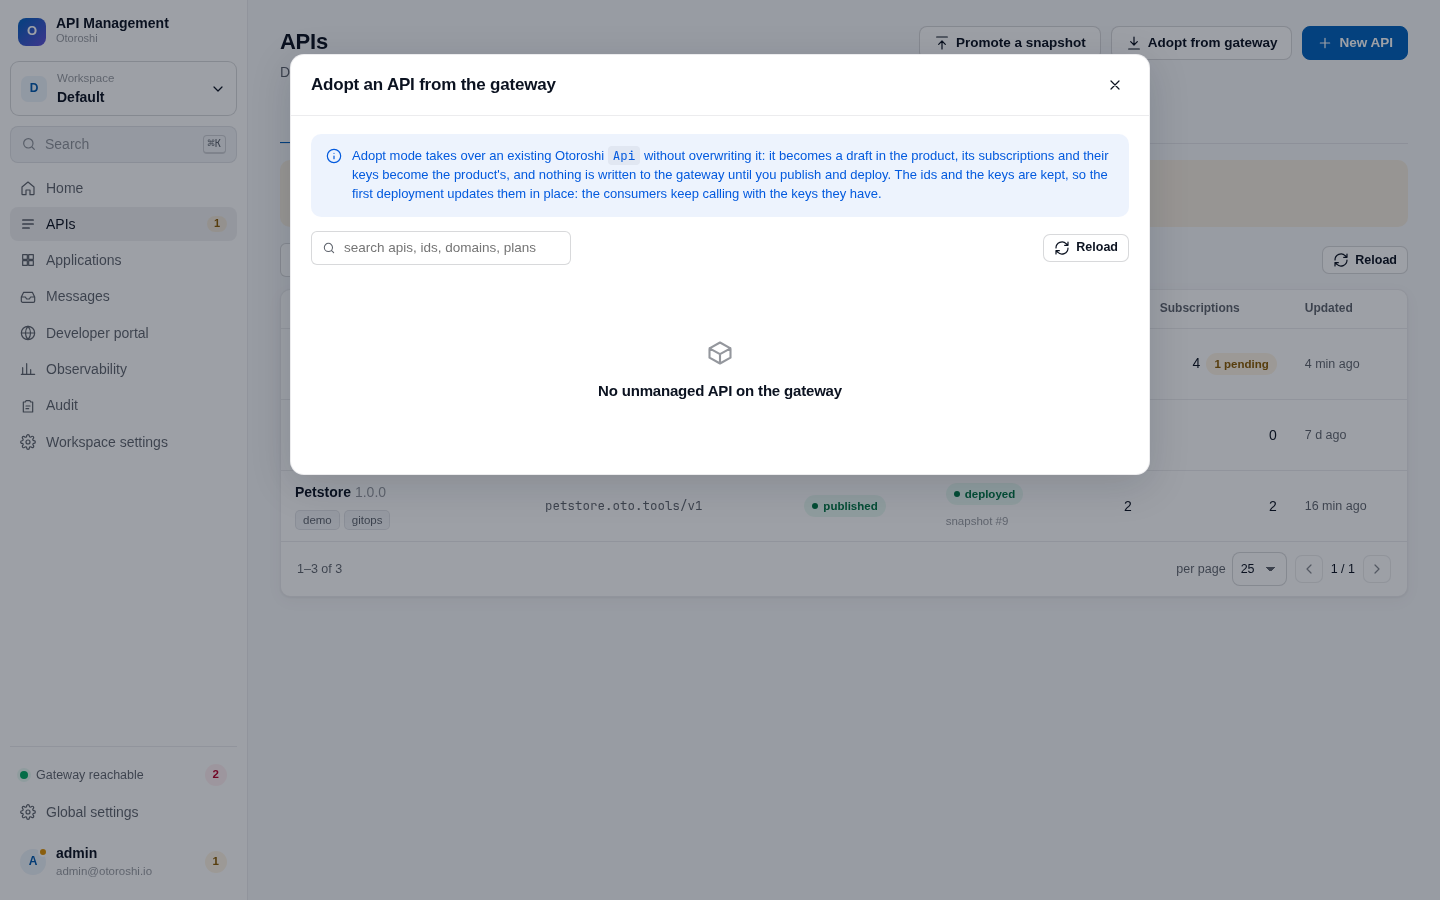 API Management
Otoroshi
D
Workspace
Default
Search
⌘K
Home
APIs
1
Applications
Messages
Developer portal
Observability
Audit
Workspace settings
Gateway reachable
2
Global settings
A
admin
admin@otoroshi.io
1
APIs
Promote a snapshot
Adopt from gateway
New API
D
Adopt an API from the gateway
Adopt mode takes over an existing Otoroshi Api without overwriting it: it becomes a draft in the product, its subscriptions and their
keys become the product's, and nothing is written to the gateway until you publish and deploy. The ids and the keys are kept, so the
first deployment updates them in place: the consumers keep calling with the keys they have.
search apis, ids, domains, plans
Reload
No unmanaged API on the gateway
Reload
Subscriptions
Updated
4
1 pending
4 min ago
0
7 d ago
Petstore 1.0.0
demo
gitops
petstore.oto.tools/v1
published
deployed
snapshot #9
2
2
16 min ago
1–3 of 3
per page
25
1 / 1